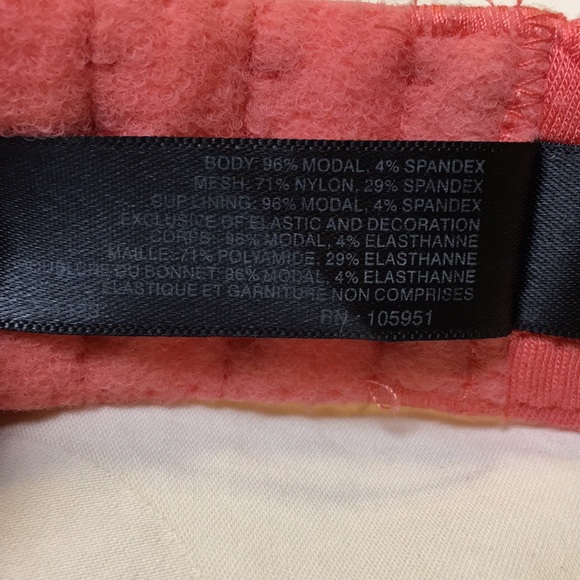 BODY: 96% MODAL, 4% SPANDEX
MESH: 71% NYLON, 29% SPANDEX
CUP LINING: 96% MODAL, 4% SPANDEX
EXCLUSIVE OF ELASTIC AND DECORATION
CORPS: 96% MODAL, 4% ELASTHANNE
MAILLE: 71% POLYAMIDE, 29% ELASTHANNE
DOUBLURE DU BONNET: 96% MODAL, 4% ELASTHANNE
ELASTIQUE ET GARNITURE NON COMPRISES
RN : 105951